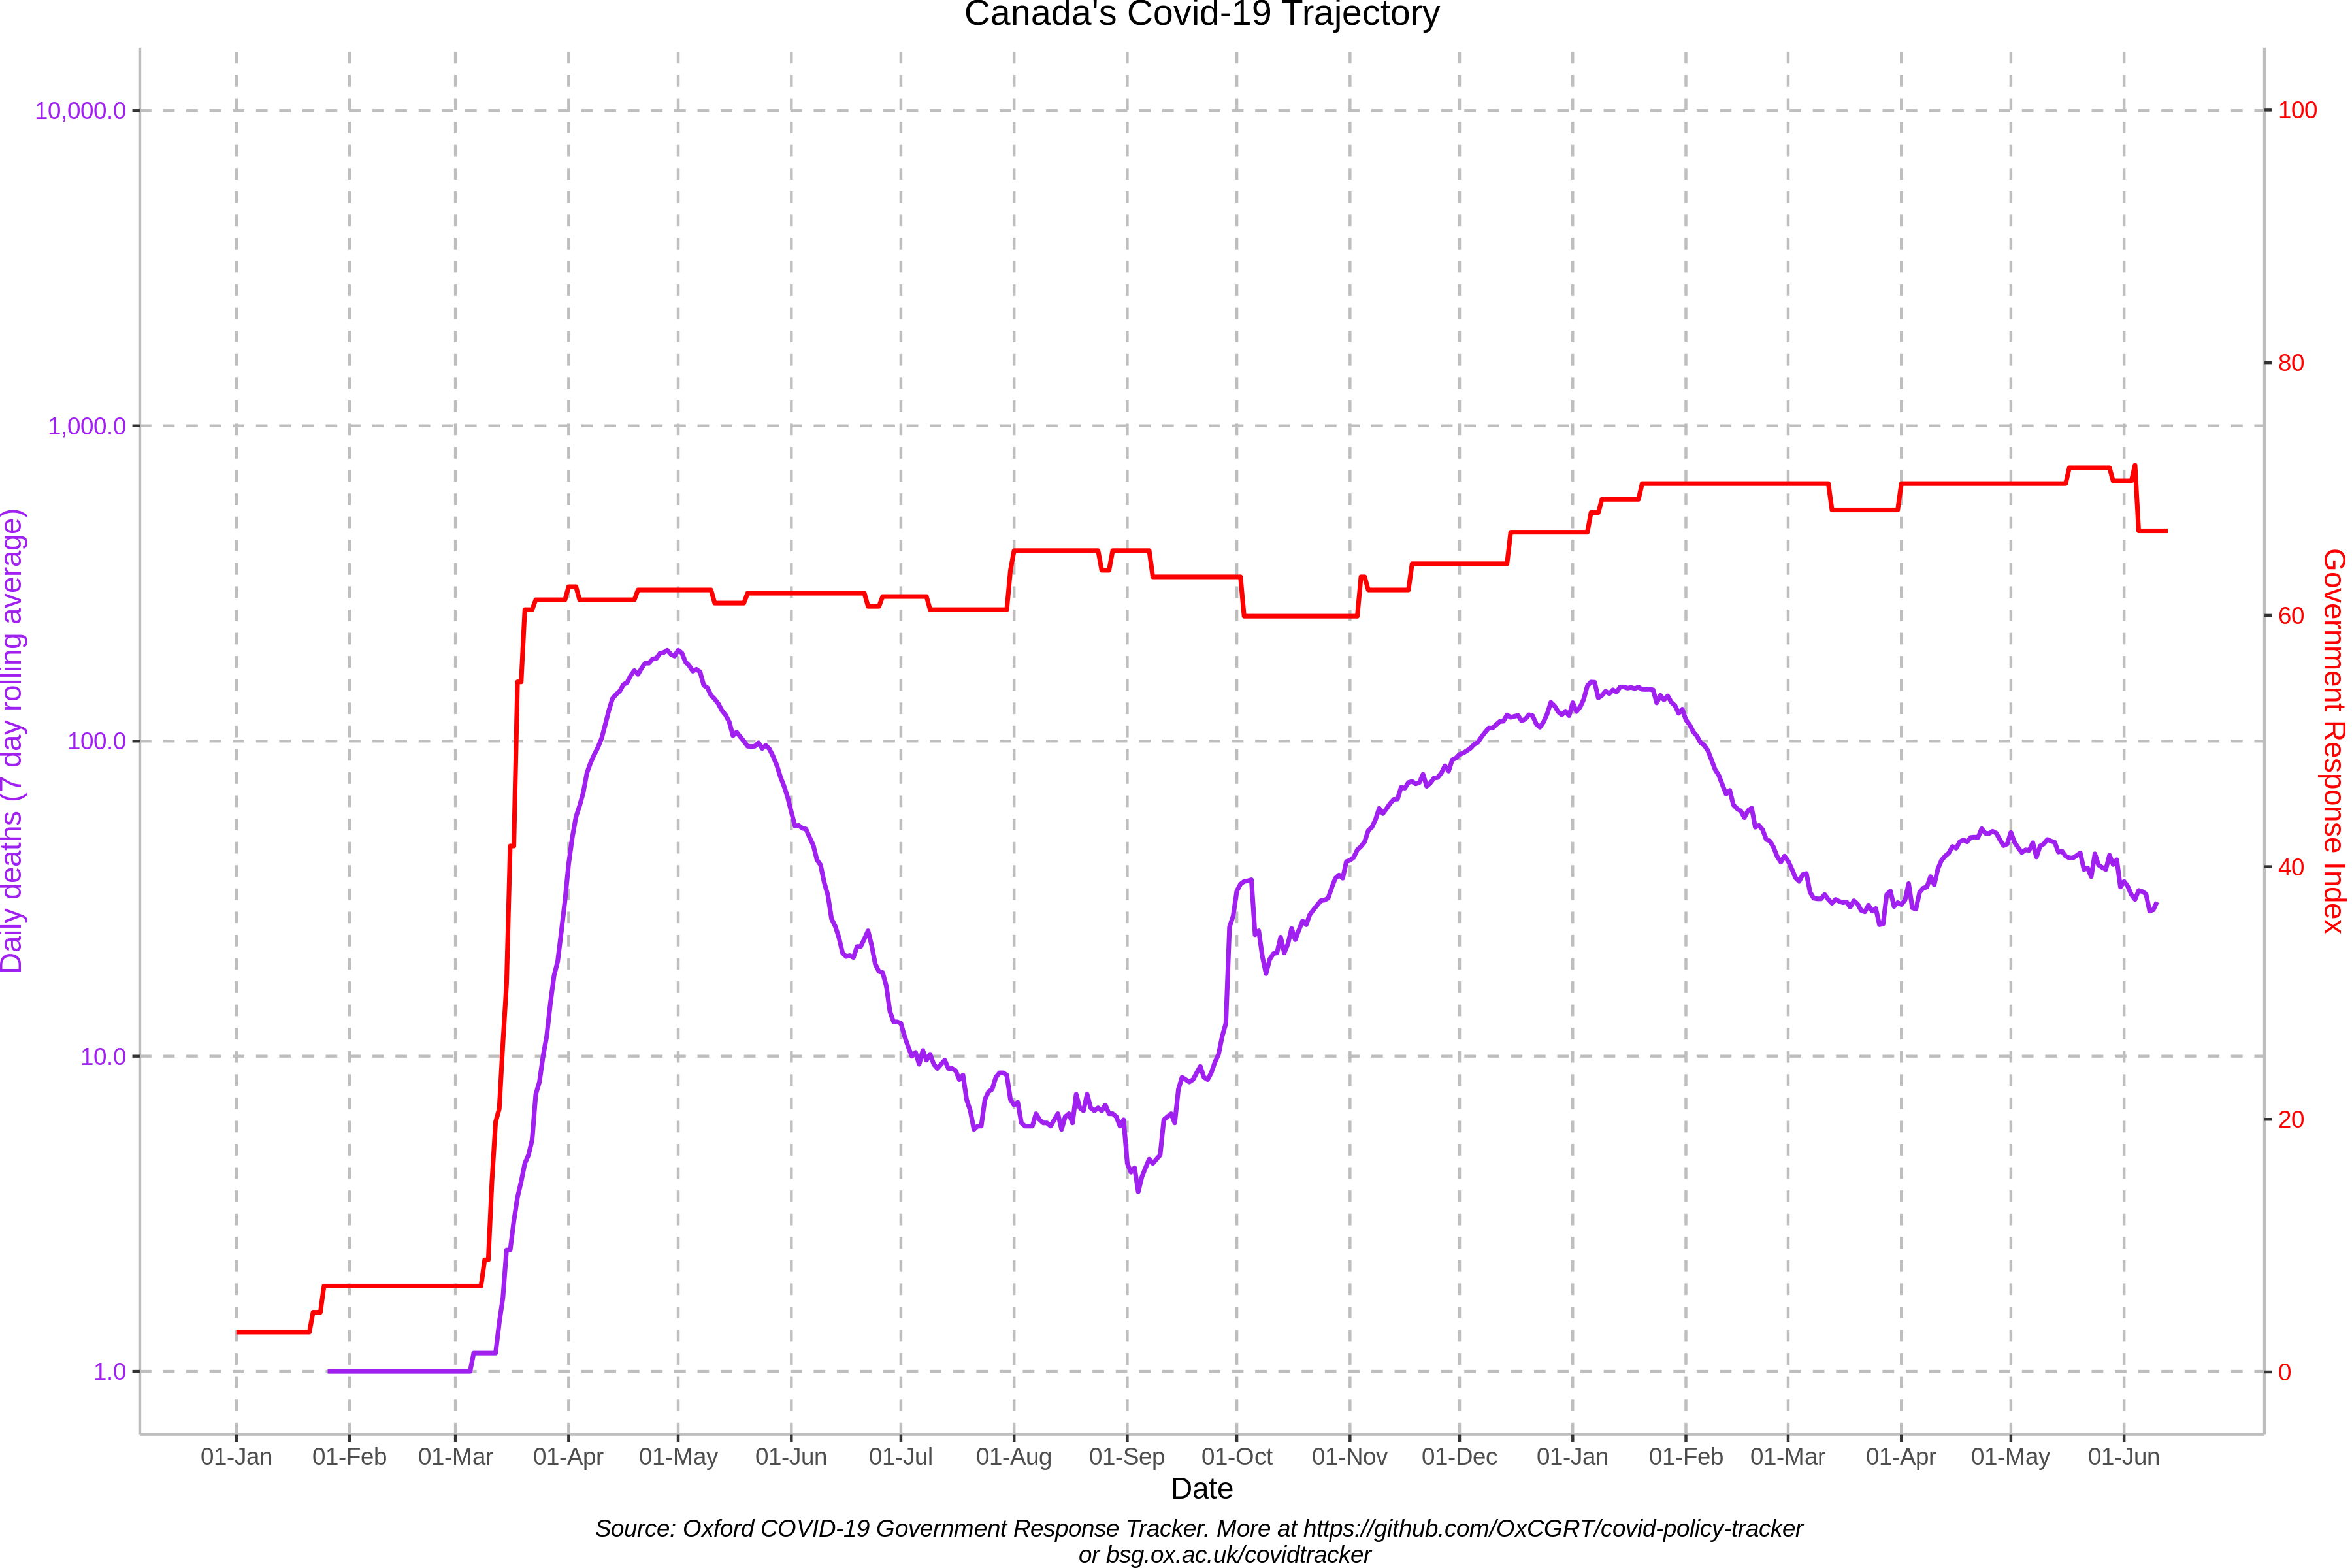 Canada's Covid-19 Trajectory
10,000.0
1,000.0
100.0
10.0
1.0
Daily deaths (7 day rolling average)
100
80
60
40
20
0
Government Response Index
01-Jan 01-Feb 01-Mar 01-Apr 01-May 01-Jun 01-Jul 01-Aug 01-Sep 01-Oct 01-Nov 01-Dec 01-Jan 01-Feb 01-Mar 01-Apr 01-May 01-Jun
Date
Source: Oxford COVID-19 Government Response Tracker. More at https://github.com/OxCGRT/covid-policy-tracker
or bsg.ox.ac.uk/covidtracker